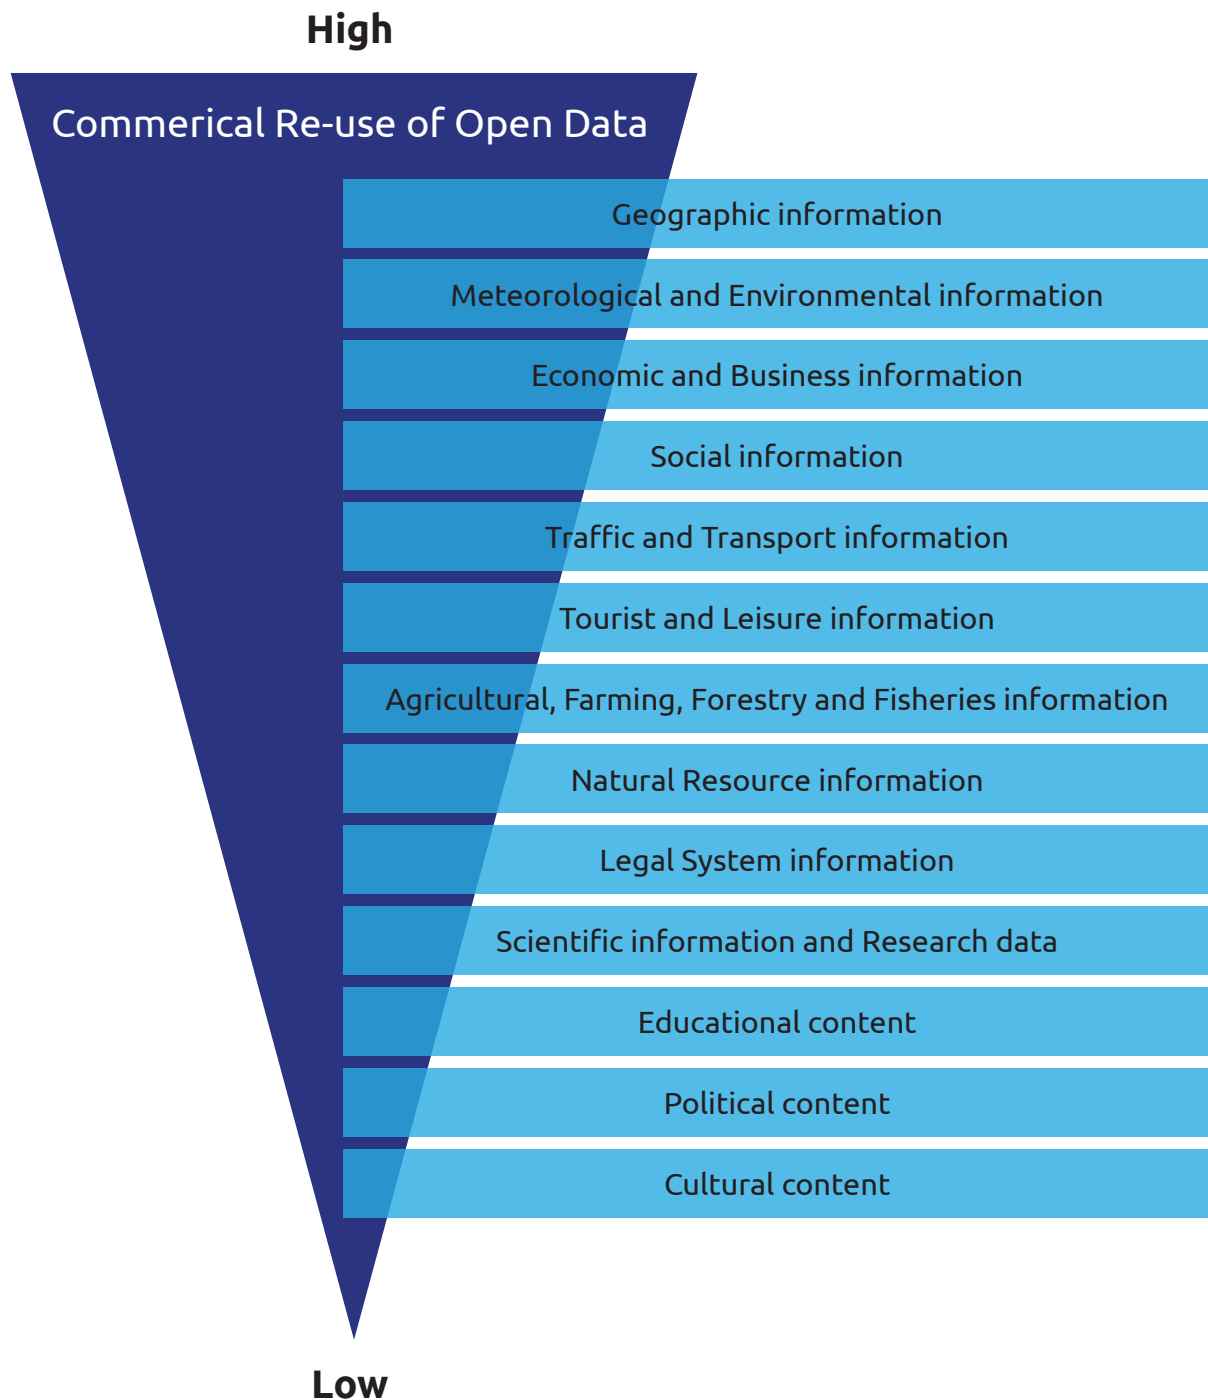 High
Commerical Re-use of Open Data
Geographic information
Meteorological and Environmental information
Economic and Business information
Social information
Traffic and Transport information
Tourist and Leisure information
Agricultural, Farming, Forestry and Fisheries information
Natural Resource information
Legal System information
Scientific information and Research data
Educational content
Political content
Cultural content
Low